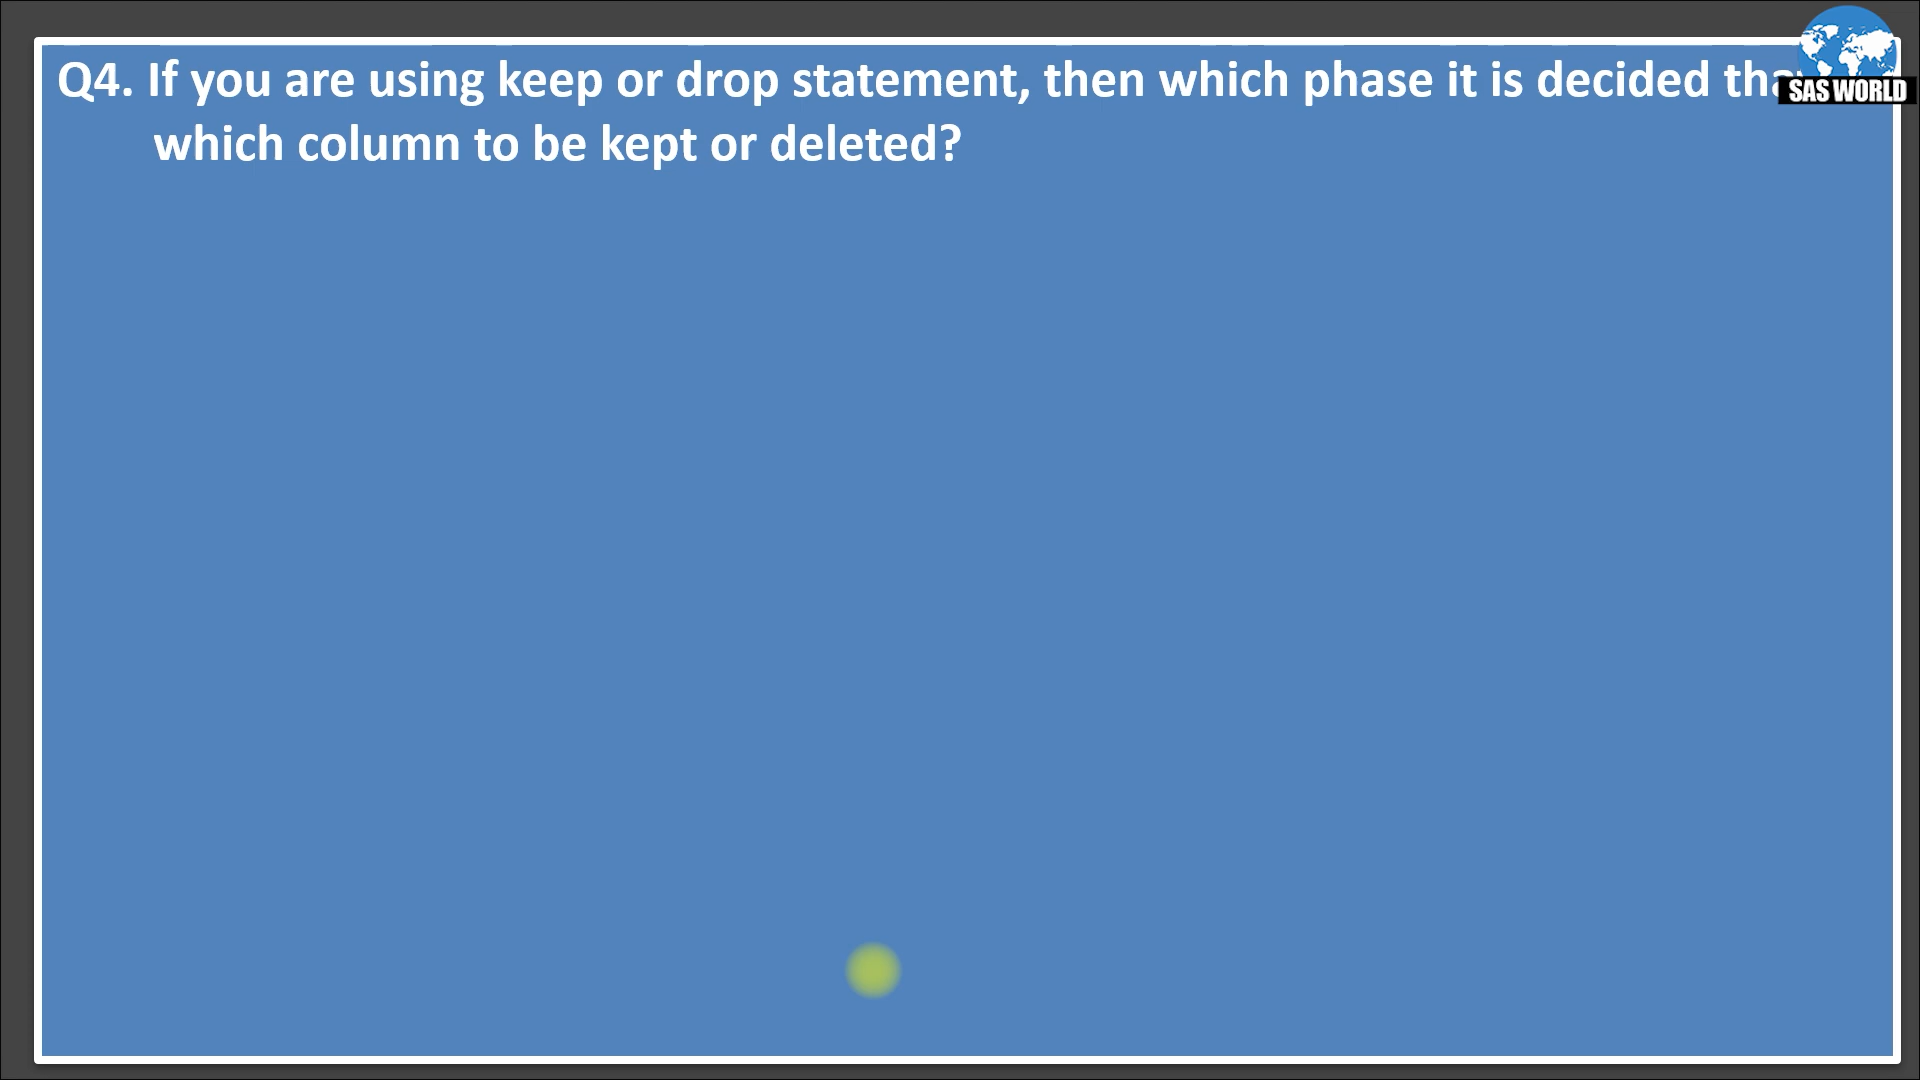 Q4. If you are using keep or drop statement, then which phase it is decided
which column to be kept or deleted?
SAS WORLD